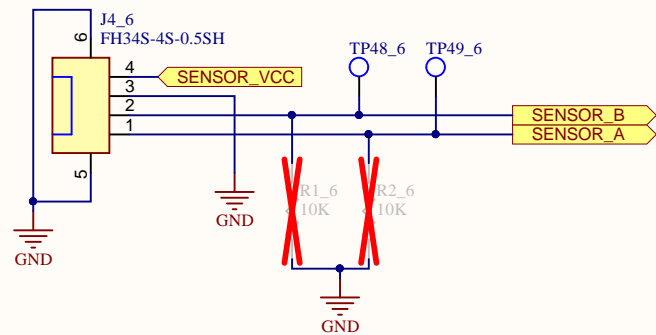 J4_6
FH34S-4S-0.5SH
6
4
3
2
1
5
SENSOR_VCC
TP48_6
TP49_6
SENSOR_B
SENSOR_A
R1_6
10K
R2_6
10K
GND
GND
GND